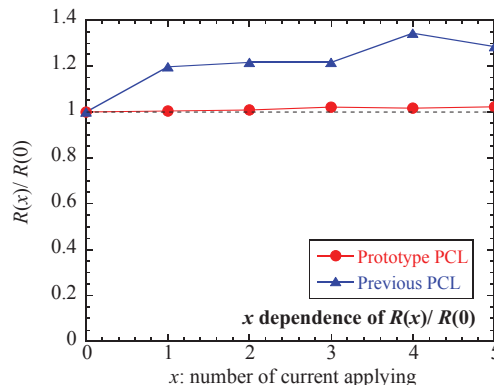 1.4
1.2
1
0.8
0.6
0.4
0.2
0
R(x)/ R(0)
Prototype PCL
Previous PCL
x dependence of R(x)/ R(0)
0 1 2 3 4 5
x: number of current applying